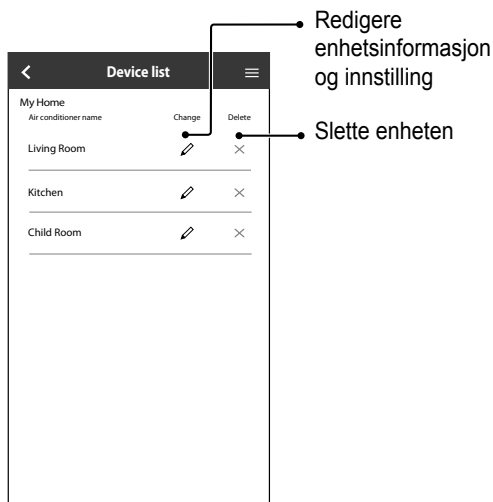 Redigere
enhetsinformasjon
og innstilling
Device list
My Home
Air conditioner name Change Delete
Slette enheten
Living Room
Kitchen
Child Room